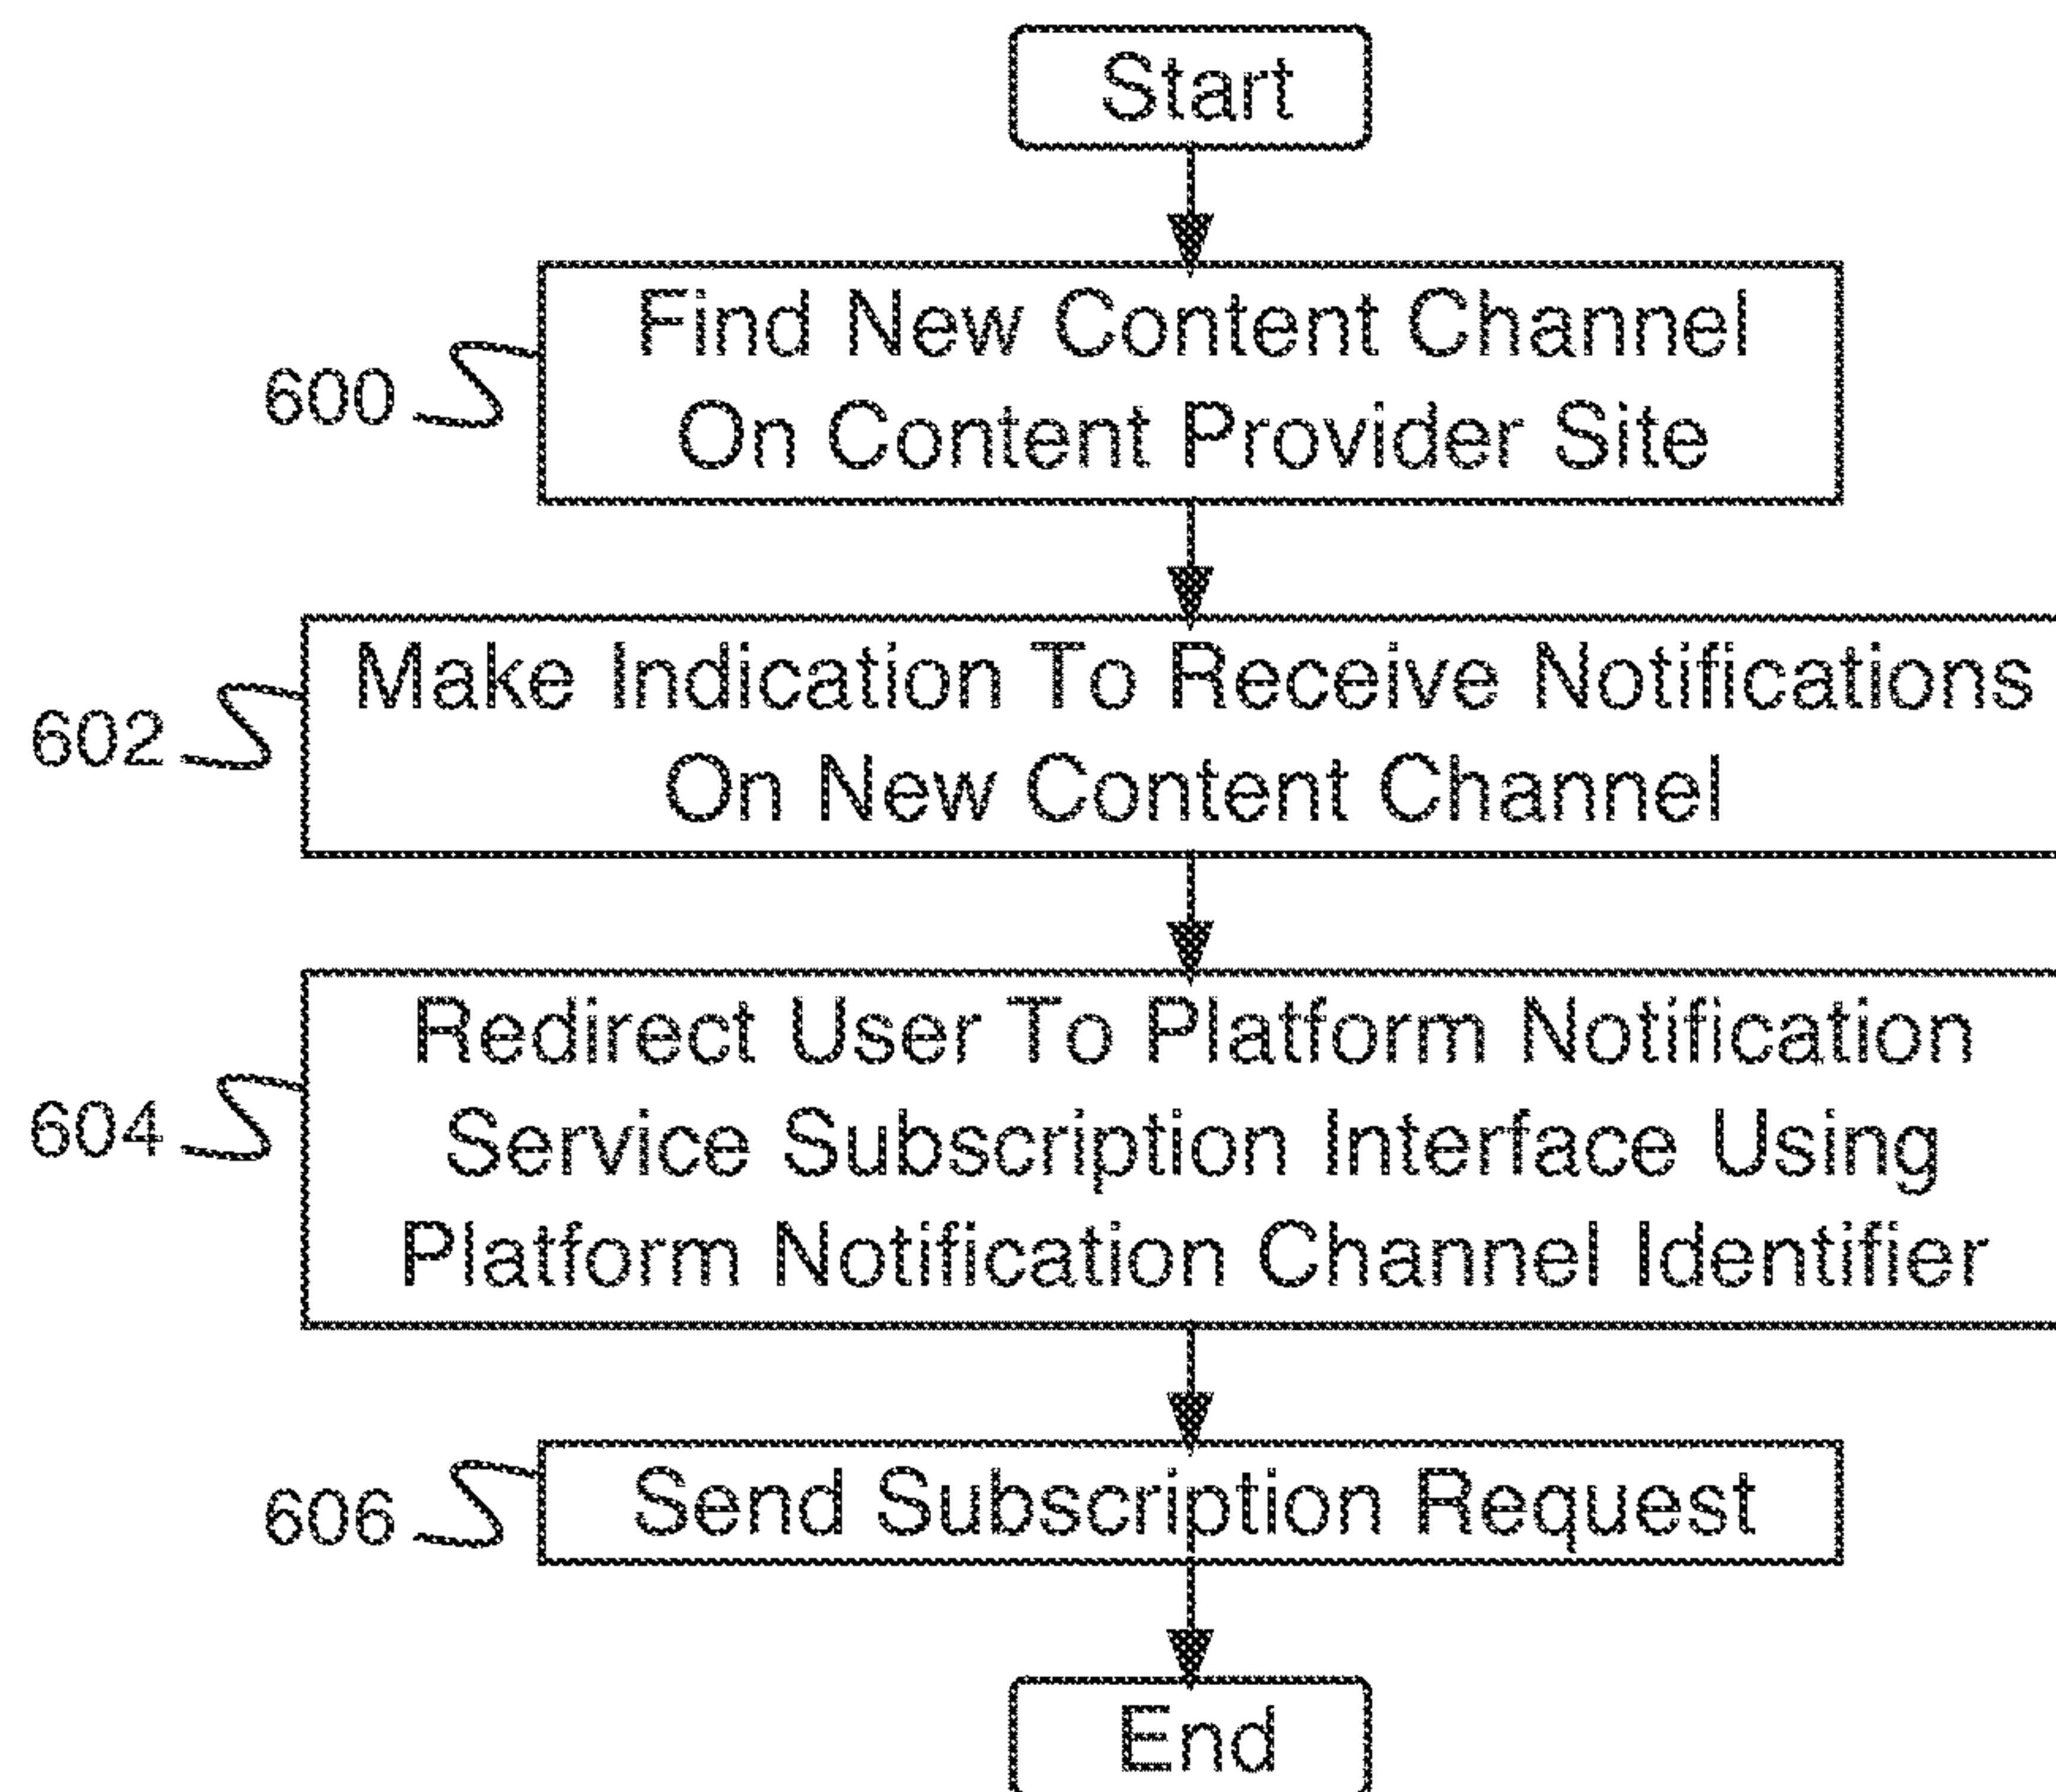 Start
600
Find New Content Channel
On Content Provider Site
602
Make Indication To Receive Notifications
On New Content Channel
604
Redirect User To Platform Notification
Service Subscription Interface Using
Platform Notification Channel Identifier
606
Send Subscription Request
End